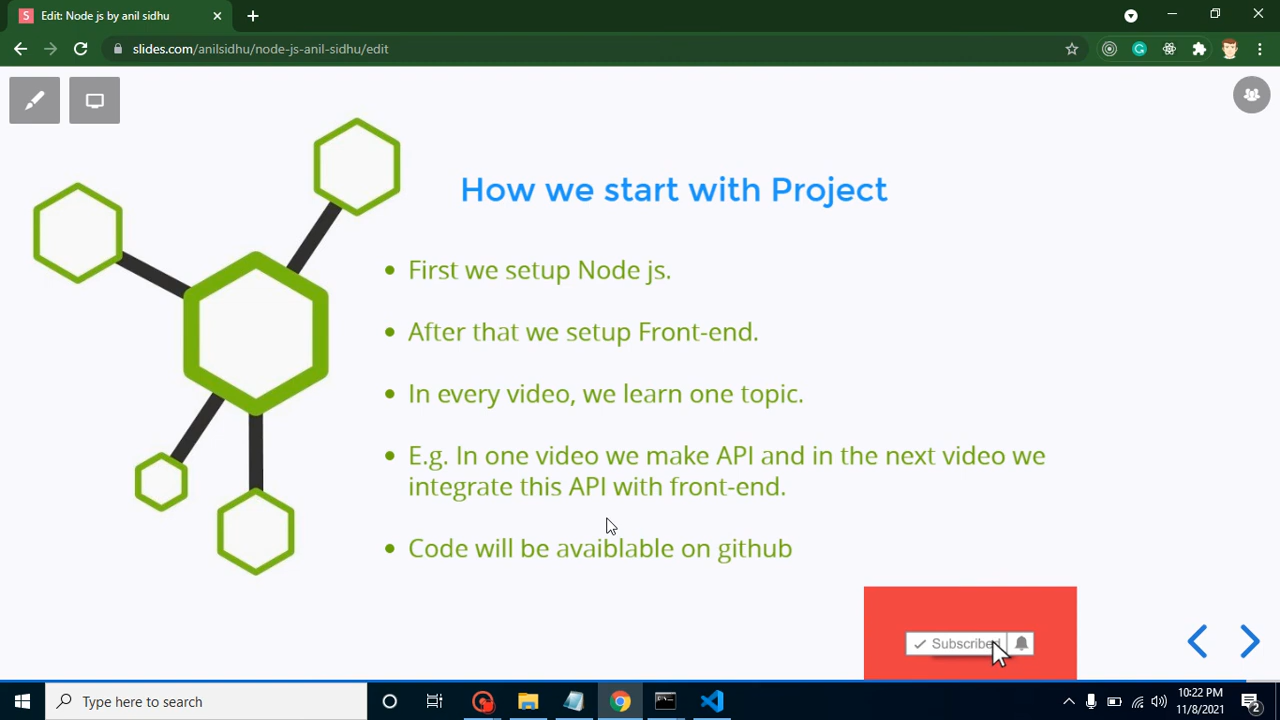 Edit: Node js by anil sidhu
slides.com/anilsidhu/node-js-anil-sidhu/edit
How we start with Project
First we setup Node js.
After that we setup Front-end.
In every video, we learn one topic.
E.g. In one video we make API and in the next video we
integrate this API with front-end.
Code will be avaiblable on github
Subscribed
Type here to search
10:22 PM
11/8/2021
2